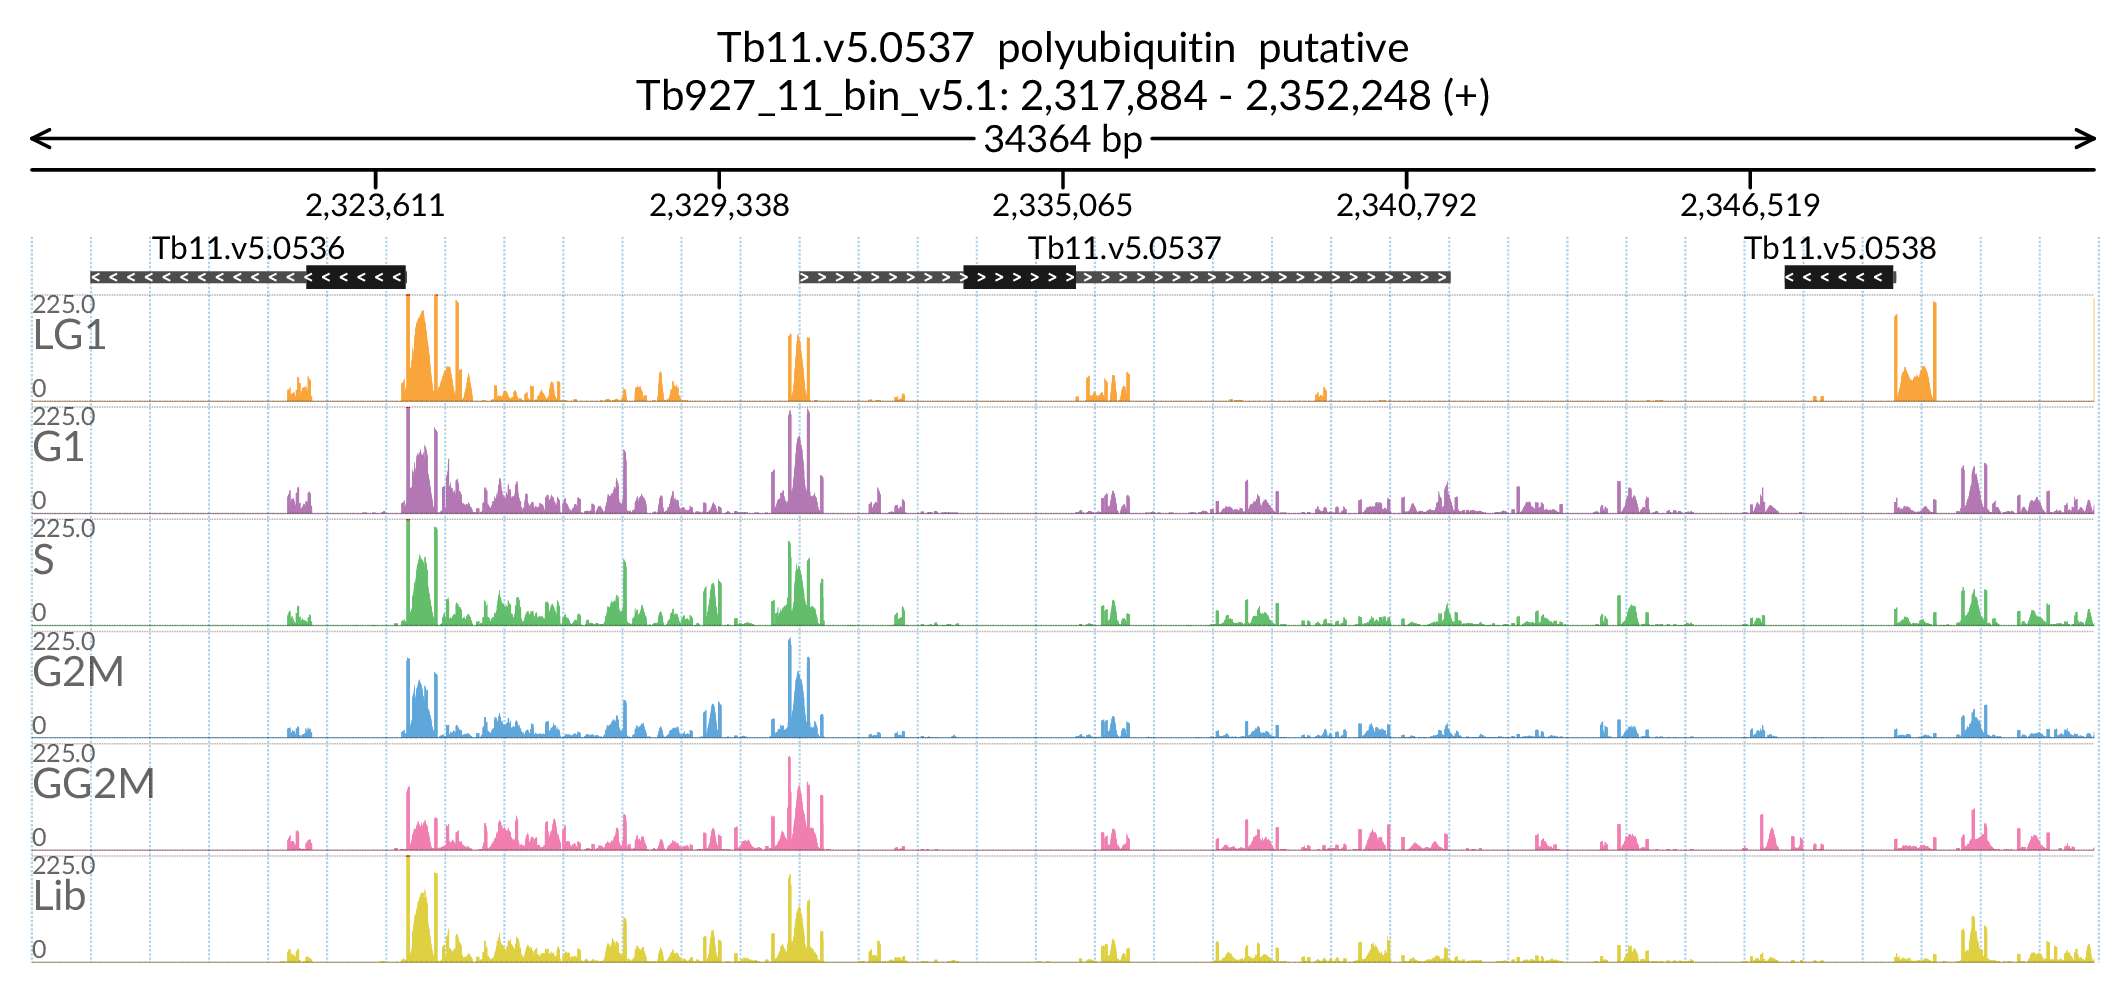 Tb11.v5.0537 polyubiquitin putative
Tb927_11_bin_v5.1: 2,317,884 - 2,352,248 (+)
34364 bp
2,323,611 2,329,338 2,335,065 2,340,792 2,346,519
Tb11.v5.0536 Tb11.v5.0537 Tb11.v5.0538
225.0
LG1
0
225.0
G1
0
225.0
S
0
225.0
G2M
0
225.0
GG2M
0
225.0
Lib
0